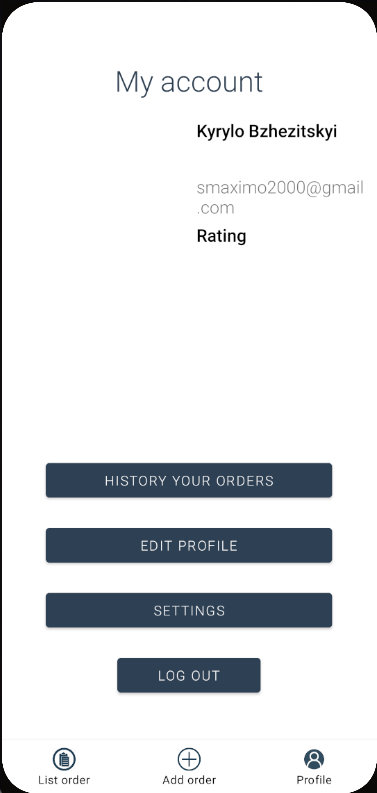 My account
Kyrylo Bzhezitskyi
smaximo2000@gmail
.com
Rating
HISTORY YOUR ORDERS
EDIT PROFILE
SETTINGS
LOG OUT
List order
Add order
Profile